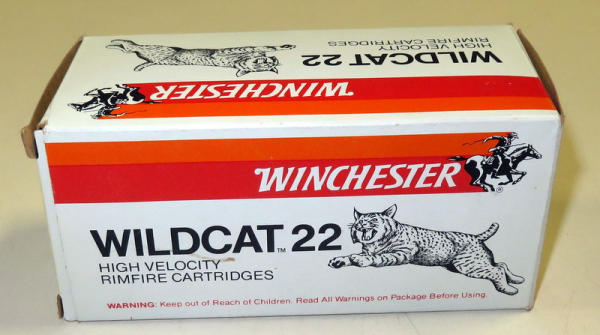 WILDCAT 22
HIGH VELOCITY
RIMFIRE CARTRIDGES
WINCHESTER
WINCHESTER
®
WILDCAT™ 22
HIGH VELOCITY
RIMFIRE CARTRIDGES
WARNING: Keep out of Reach of Children. Read All Warnings on Package Before Using.